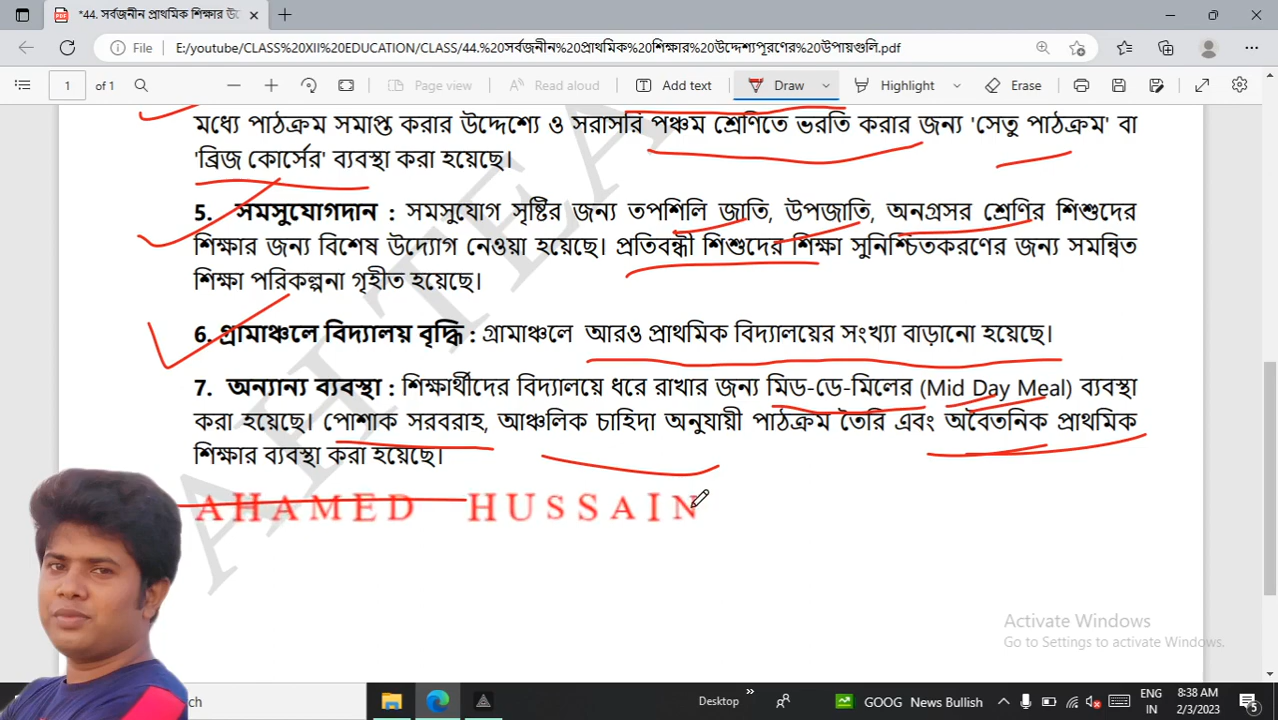 *44. সর্বজনীন প্রাথমিক শিক্ষার উ
File E:/youtube/CLASS%20XII%20EDUCATION/CLASS/44.%20সর্বজনীন%20প্রাথমিক%20শিক্ষার%20উদ্দেশ্যপূরণের%20উপায়গুলি.pdf
1 of 1 Read aloud Add text Draw Highlight Erase
মধ্যে পাঠক্রম সমাপ্ত করার উদ্দেশ্যে ও সরাসরি পঞ্চম শ্রেণিতে ভরতি করার জন্য 'সেতু পাঠক্রম' বা
'ব্রিজ কোর্সের' ব্যবস্থা করা হয়েছে।
5. সমসুযোগদান : সমসুযোগ সৃষ্টির জন্য তপশিলি জাতি, উপজাতি, অনগ্রসর শ্রেণির শিশুদের
শিক্ষার জন্য বিশেষ উদ্যোগ নেওয়া হয়েছে। প্রতিবন্ধী শিশুদের শিক্ষা সুনিশ্চিতকরণের জন্য সমন্বিত
শিক্ষা পরিকল্পনা গৃহীত হয়েছে।
6. গ্রামাঞ্চলে বিদ্যালয় বৃদ্ধি : গ্রামাঞ্চলে আরও প্রাথমিক বিদ্যালয়ের সংখ্যা বাড়ানো হয়েছে।
7. অন্যান্য ব্যবস্থা : শিক্ষার্থীদের বিদ্যালয়ে ধরে রাখার জন্য মিড-ডে-মিলের (Mid Day Meal) ব্যবস্থা
করা হয়েছে। পোশাক সরবরাহ, আঞ্চলিক চাহিদা অনুযায়ী পাঠক্রম তৈরি এবং অবৈতনিক প্রাথমিক
শিক্ষার ব্যবস্থা করা হয়েছে।
AHAMED HUSSAIN
AH TEA
Activate Windows
Go to Settings to activate Windows.
rch Desktop GOOG News Bullish ENG 8:38 AM
IN 2/3/2023 5